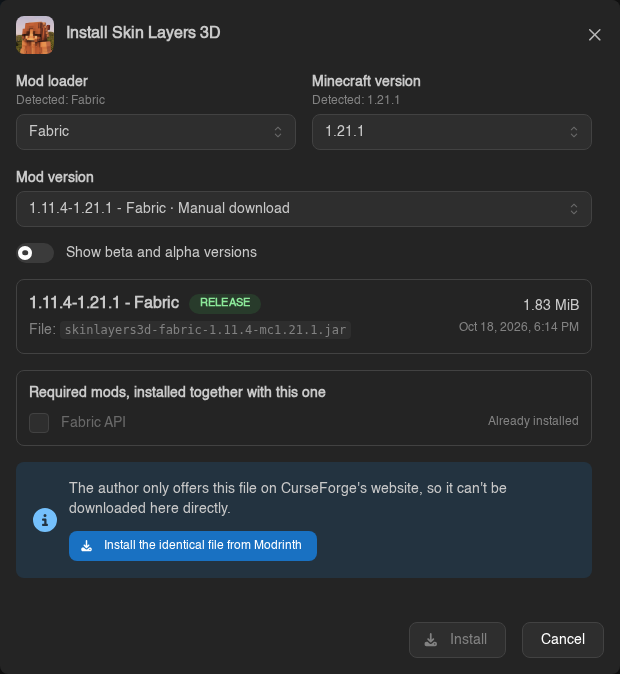 Install Skin Layers 3D
Mod loader
Detected: Fabric
Fabric
Minecraft version
Detected: 1.21.1
1.21.1
Mod version
1.11.4-1.21.1 - Fabric · Manual download
Show beta and alpha versions
1.11.4-1.21.1 - Fabric RELEASE
1.83 MiB
File: skinlayers3d-fabric-1.11.4-mc1.21.1.jar
Oct 18, 2026, 6:14 PM
Required mods, installed together with this one
Fabric API
Already installed
The author only offers this file on CurseForge's website, so it can't be
downloaded here directly.
Install the identical file from Modrinth
Install
Cancel